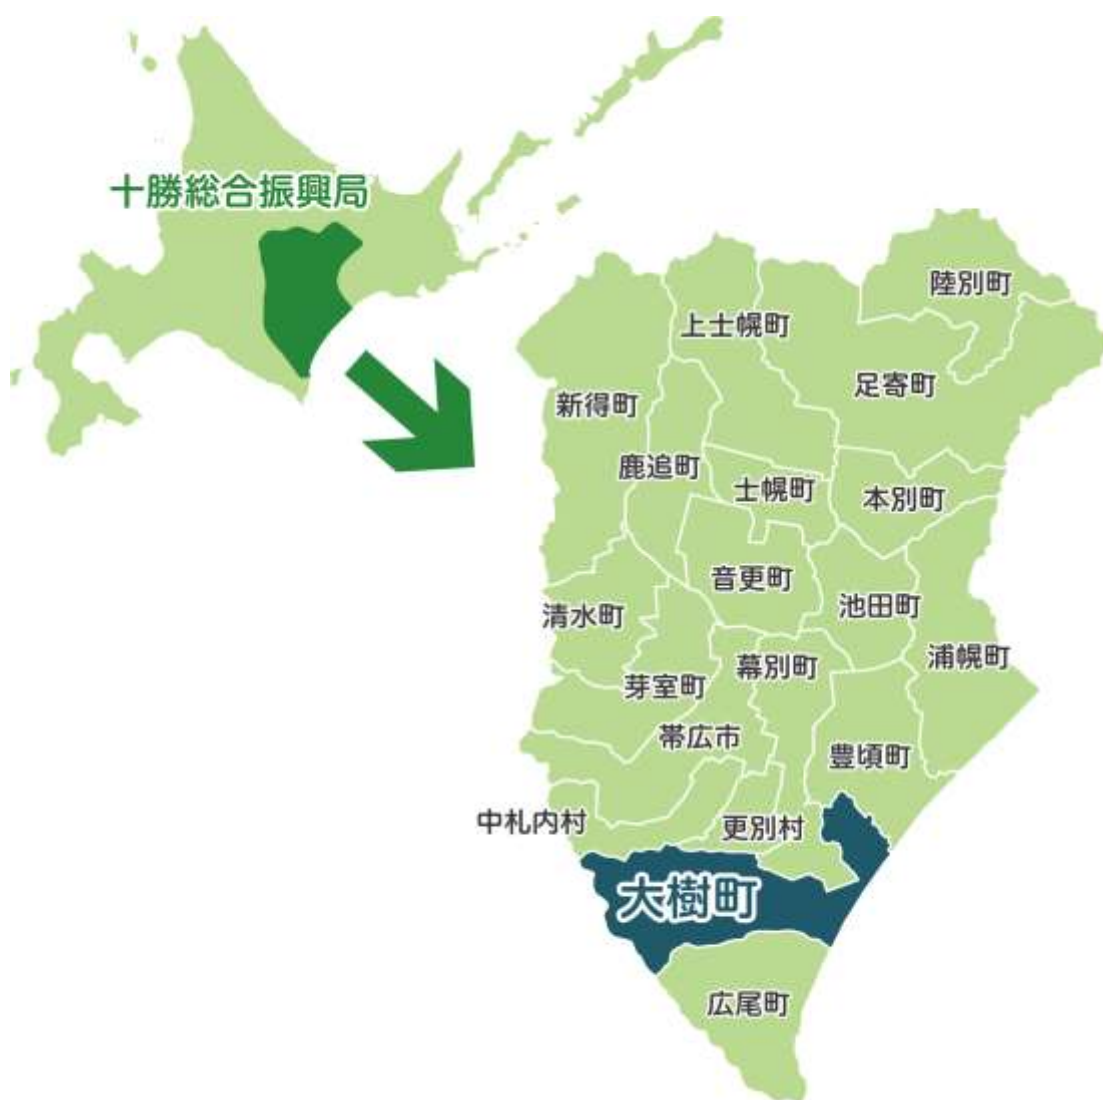 十勝総合振興局
陸別町
上士幌町
足寄町
新得町
鹿追町
士幌町
本別町
音更町
池田町
清水町
浦幌町
幕別町
芽室町
帯広市
豊頃町
中札内村
更別村
大樹町
広尾町